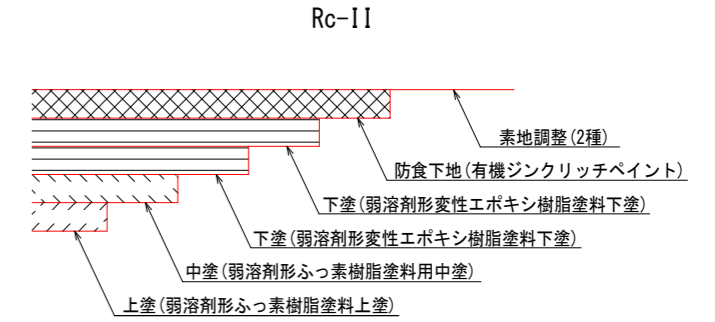 Rc-II
素地調整(2種)
防食下地(有機ジンクリッチペイント)
下塗(弱溶剤形変性エポキシ樹脂塗料下塗)
下塗(弱溶剤形変性エポキシ樹脂塗料下塗)
中塗(弱溶剤形ふっ素樹脂塗料用中塗)
上塗(弱溶剤形ふっ素樹脂塗料上塗)